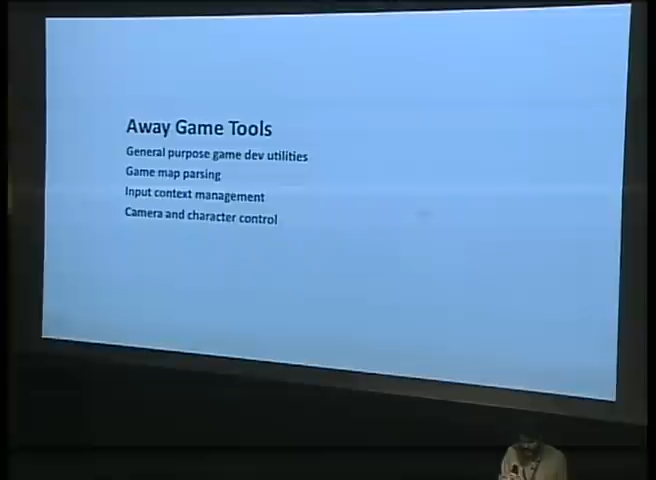 Away Game Tools
General purpose game dev utilities
Game map parsing
Input context management
Camera and character control